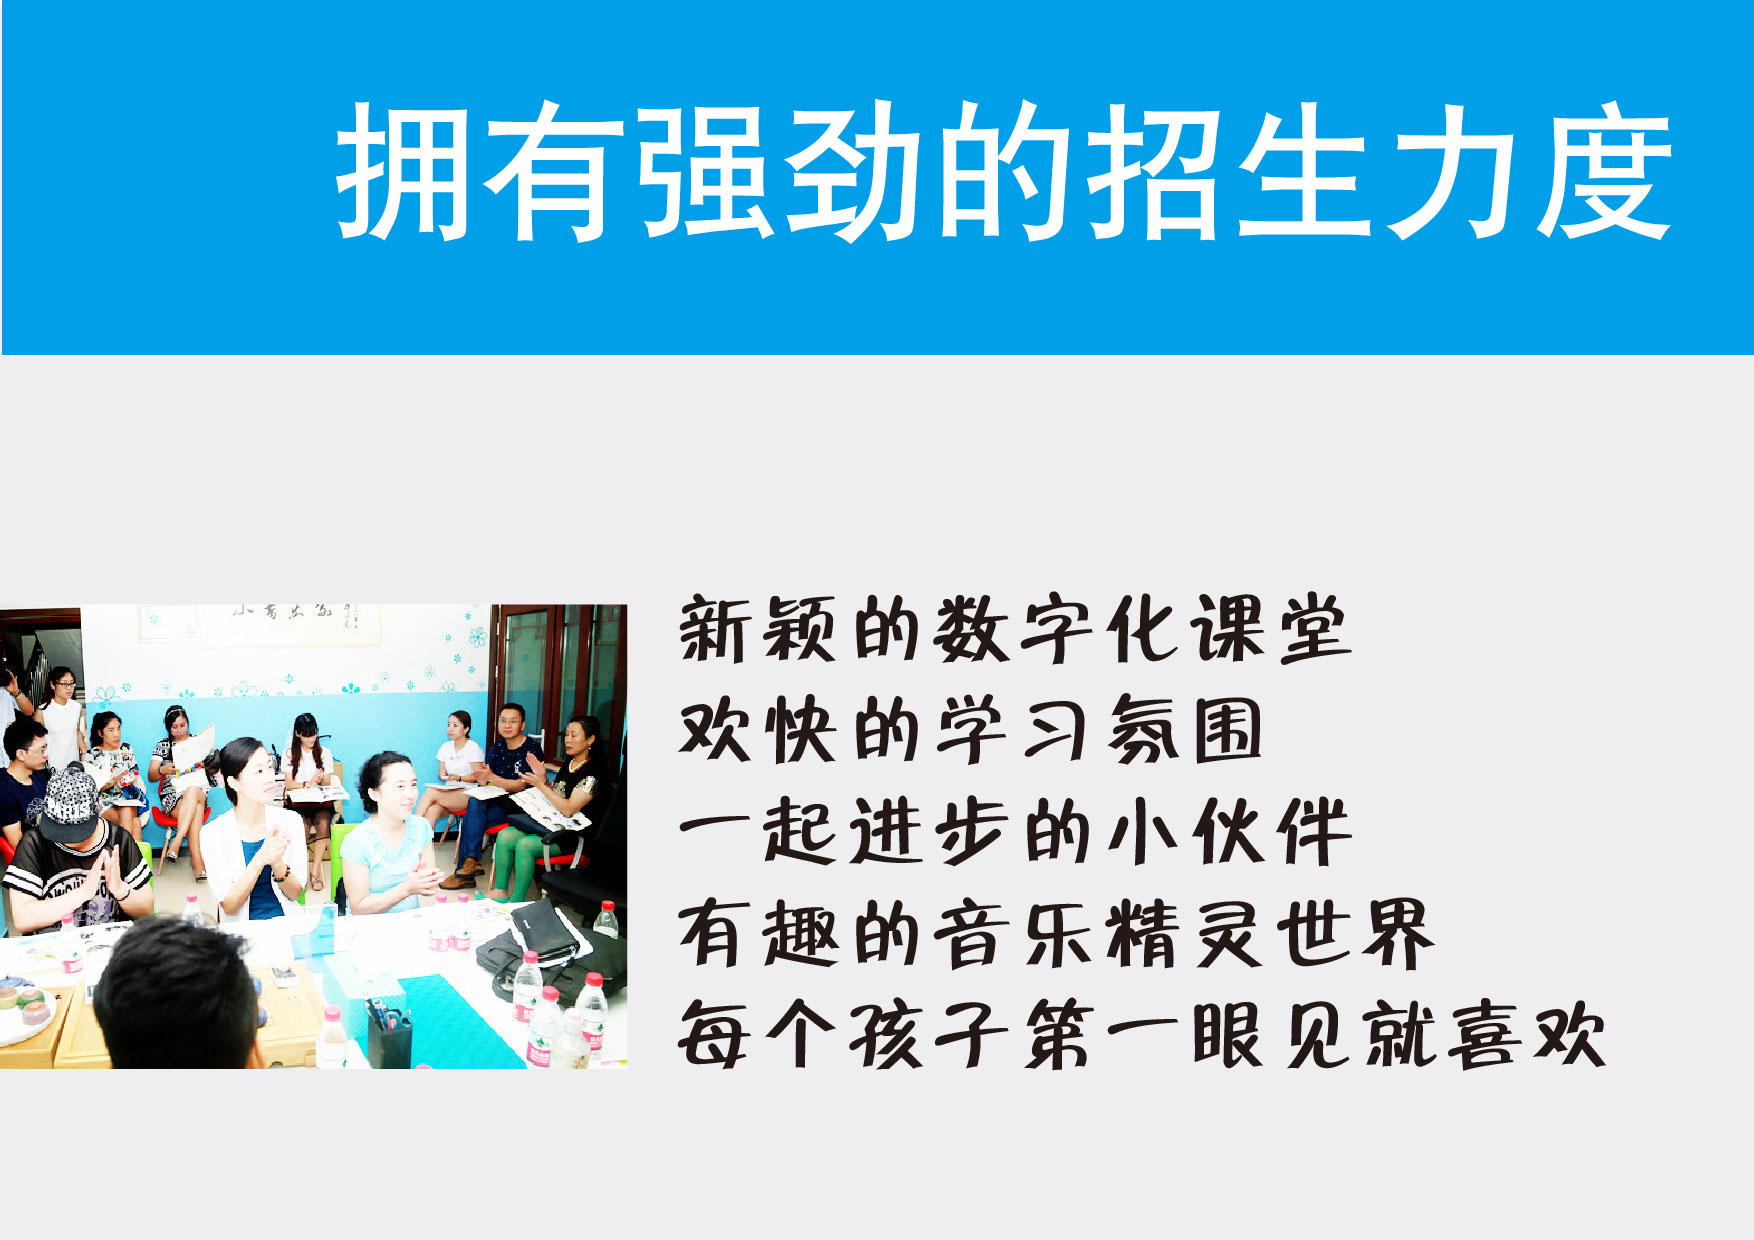 拥有强劲的招生力度
新颖的数字化课堂
欢快的学习氛围
一起进步的小伙伴
有趣的音乐精灵世界
每个孩子第一眼见就喜欢